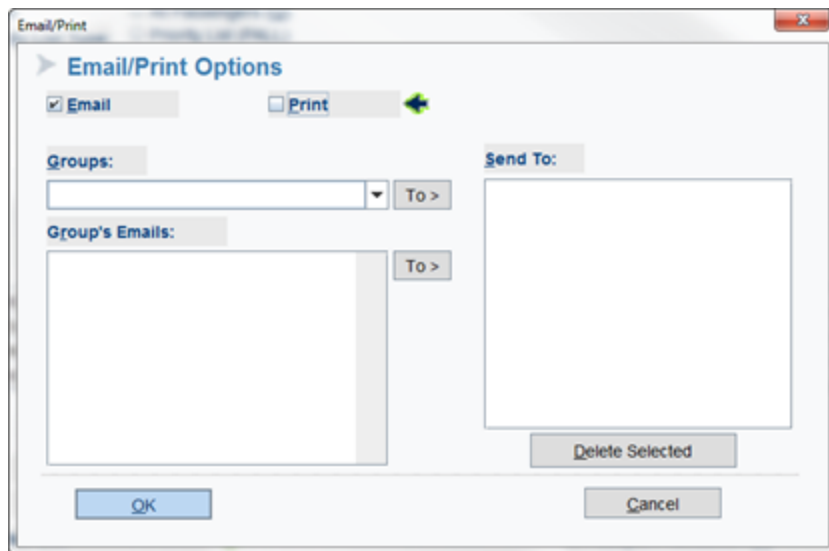 Email/Print
Email/Print Options
Email
Print
Groups:
Send To:
To >
Group's Emails:
To >
Delete Selected
OK
Cancel